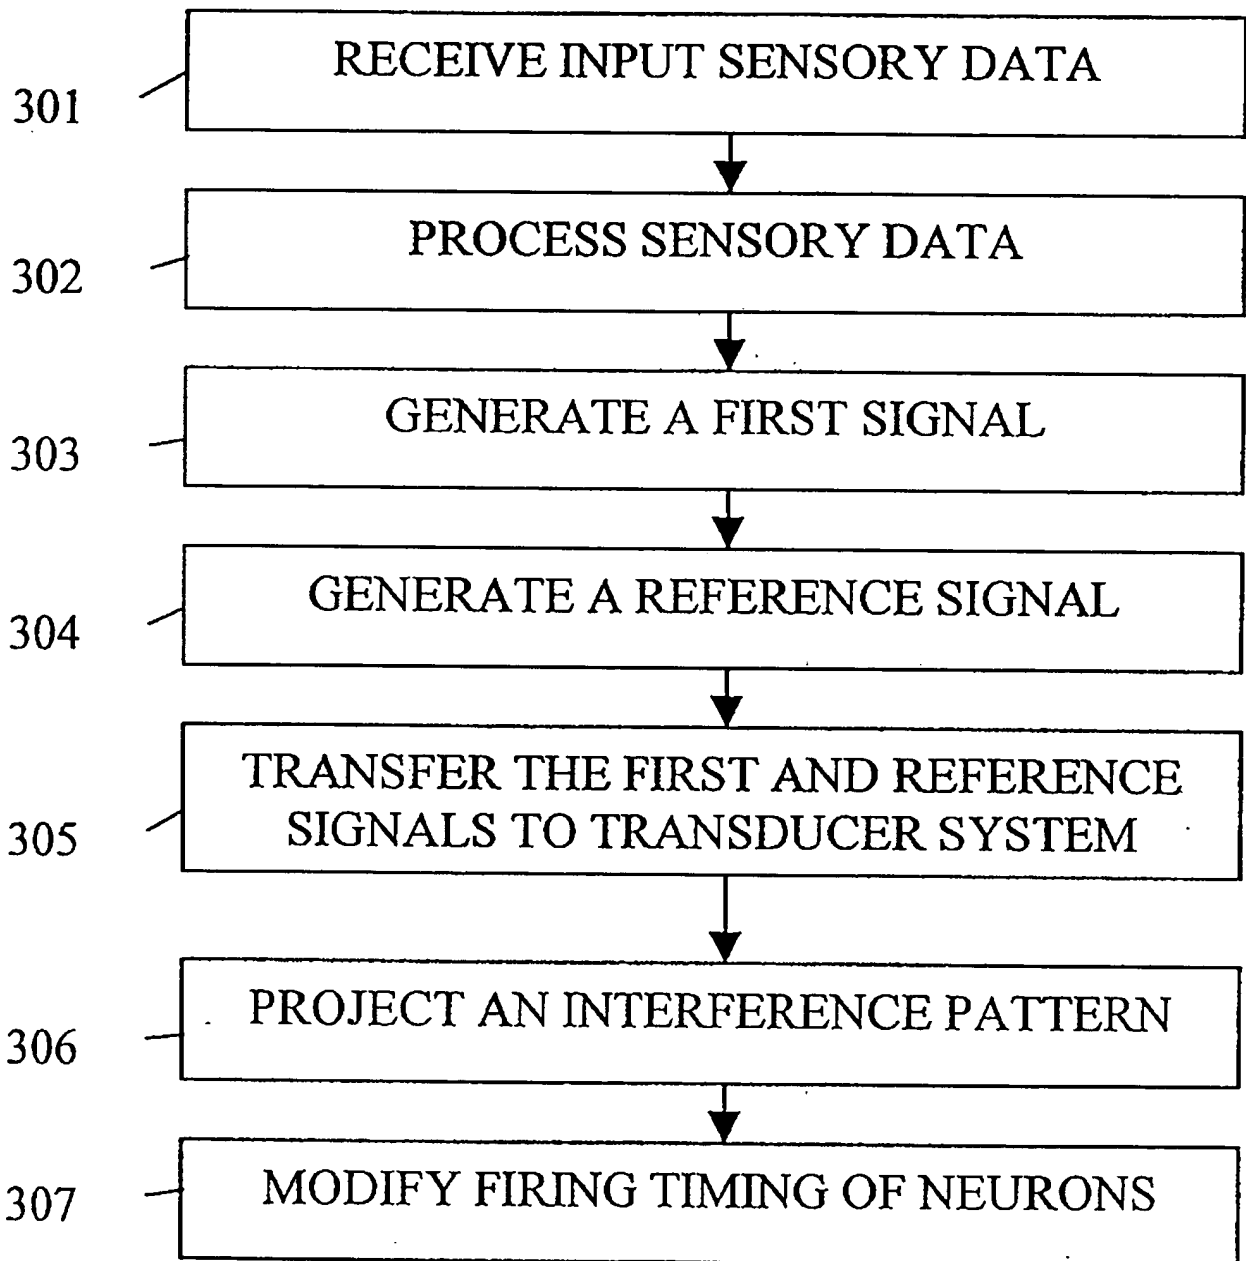 RECEIVE INPUT SENSORY DATA
301
PROCESS SENSORY DATA
302
GENERATE A FIRST SIGNAL
303
GENERATE A REFERENCE SIGNAL
304
TRANSFER THE FIRST AND REFERENCE
SIGNALS TO TRANSDUCER SYSTEM
305
PROJECT AN INTERFERENCE PATTERN
306
MODIFY FIRING TIMING OF NEURONS
307